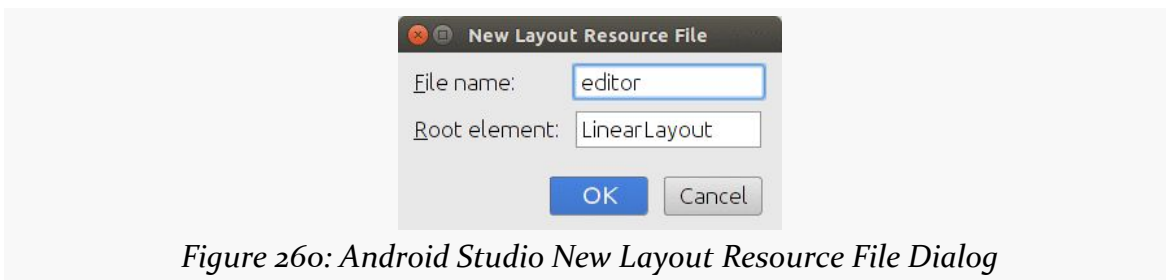 New Layout Resource File
File name: editor
Root element: LinearLayout
OK Cancel
Figure 260: Android Studio New Layout Resource File Dialog